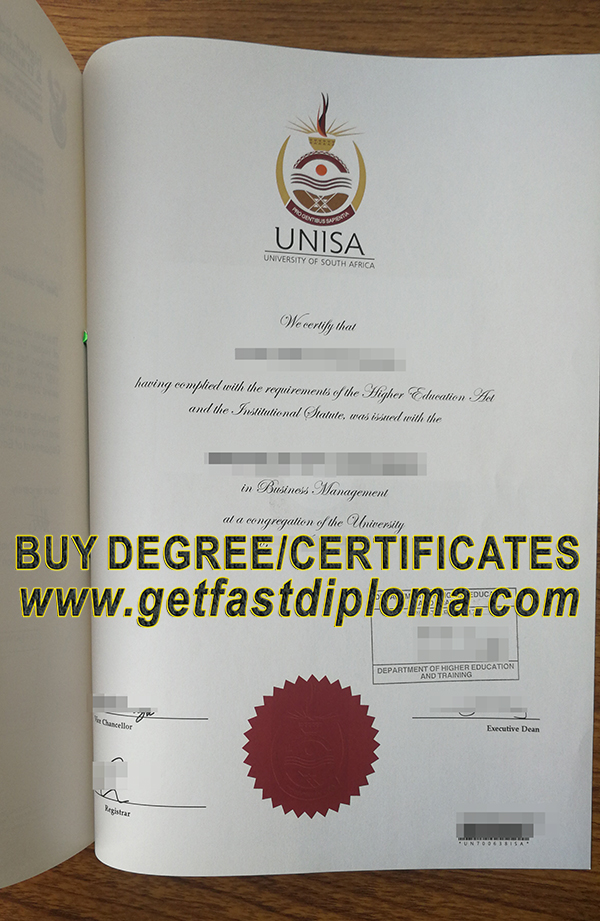 PRO GENTIBUS SAPIENTIA
UNISA
UNIVERSITY OF SOUTH AFRICA
We certify that
having complied with the requirements of the Higher Education Act
and the Institutional Statute, was issued with the
in Business Management
at a congregation of the University
BUY DEGREE/CERTIFICATES
www.getfastdiploma.com
DEPARTMENT OF HIGHER EDUCATION
AND TRAINING
Vice Chancellor
Executive Dean
Registrar